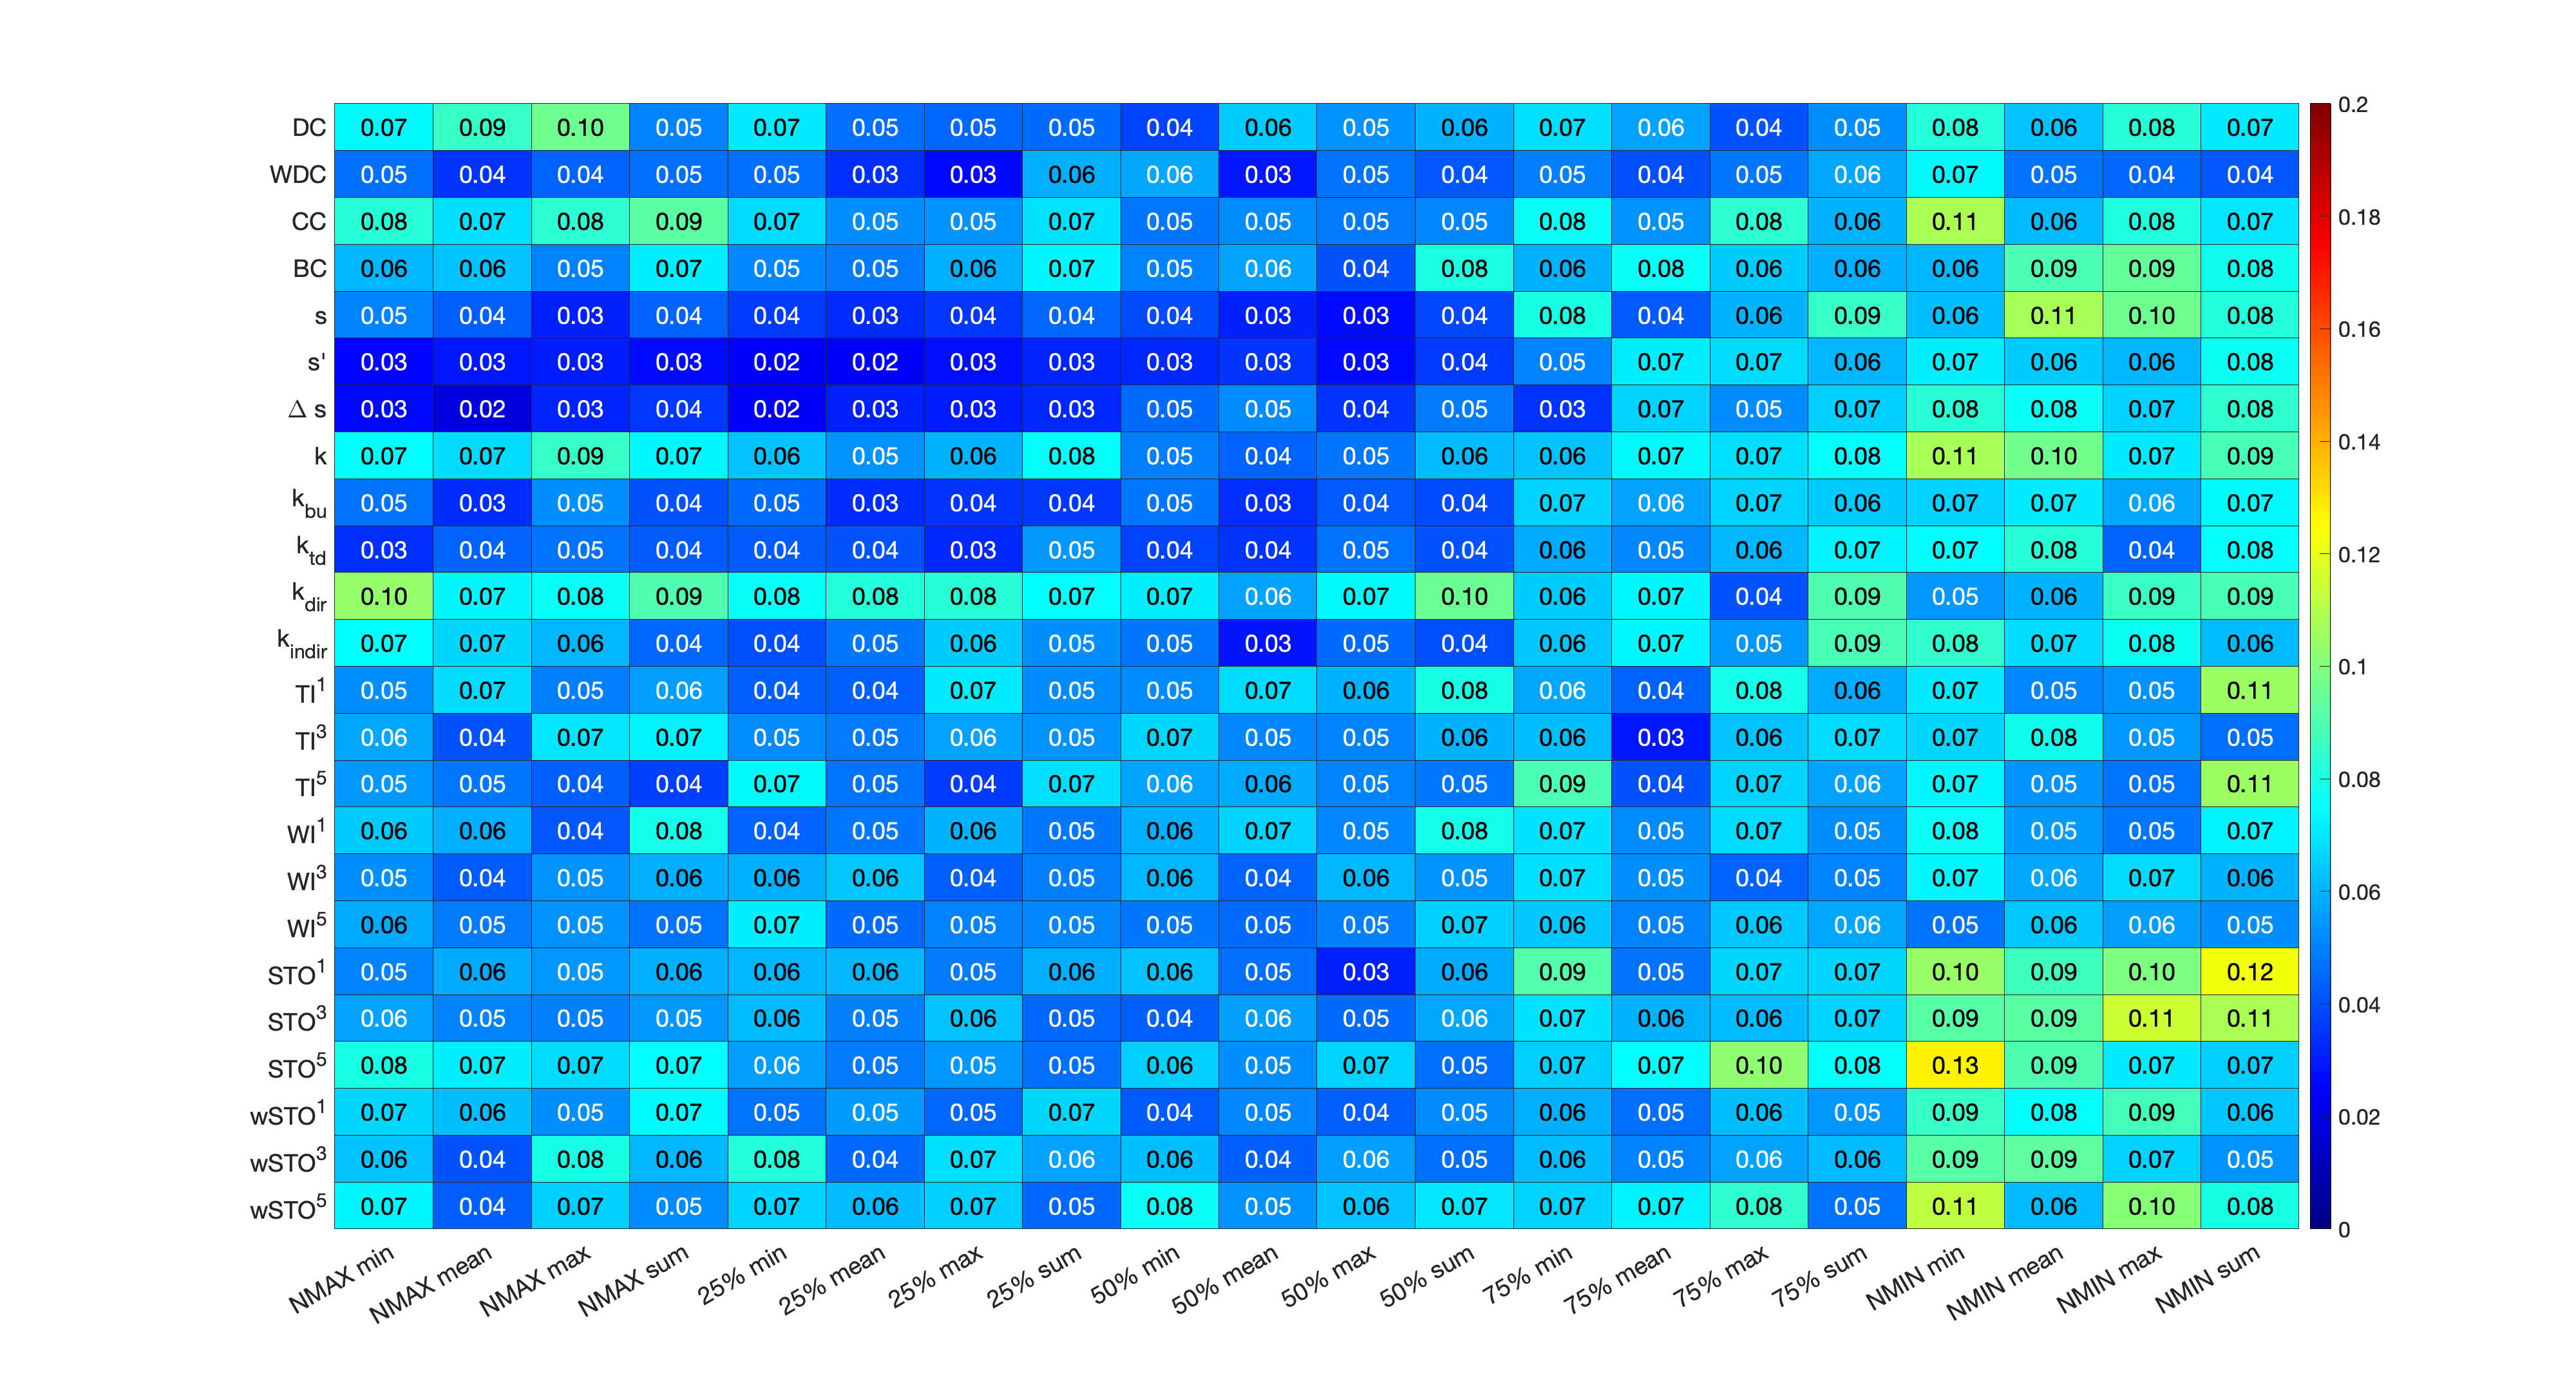 DC 0.07 0.09 0.10 0.05 0.07 0.05 0.05 0.05 0.04 0.06 0.05 0.06 0.07 0.06 0.04 0.05 0.08 0.06 0.08 0.07
WDC 0.05 0.04 0.04 0.05 0.05 0.03 0.03 0.06 0.06 0.03 0.05 0.04 0.05 0.04 0.05 0.06 0.07 0.05 0.04 0.04
CC 0.08 0.07 0.08 0.09 0.07 0.05 0.05 0.07 0.05 0.05 0.05 0.05 0.08 0.05 0.08 0.06 0.11 0.06 0.08 0.07
BC 0.06 0.06 0.05 0.07 0.05 0.05 0.06 0.07 0.05 0.06 0.04 0.08 0.06 0.08 0.06 0.06 0.06 0.09 0.09 0.08
s 0.05 0.04 0.03 0.04 0.04 0.03 0.04 0.04 0.04 0.03 0.03 0.04 0.08 0.04 0.06 0.09 0.06 0.11 0.10 0.08
s' 0.03 0.03 0.03 0.03 0.02 0.02 0.03 0.03 0.03 0.03 0.03 0.04 0.05 0.07 0.07 0.06 0.07 0.06 0.06 0.08
Δ s 0.03 0.02 0.03 0.04 0.02 0.03 0.03 0.03 0.05 0.05 0.04 0.05 0.03 0.07 0.05 0.07 0.08 0.08 0.07 0.08
k 0.07 0.07 0.09 0.07 0.06 0.05 0.06 0.08 0.05 0.04 0.05 0.06 0.06 0.07 0.07 0.08 0.11 0.10 0.07 0.09
k_bu 0.05 0.03 0.05 0.04 0.05 0.03 0.04 0.04 0.05 0.03 0.04 0.04 0.07 0.06 0.07 0.06 0.07 0.07 0.06 0.07
k_td 0.03 0.04 0.05 0.04 0.04 0.04 0.03 0.05 0.04 0.04 0.05 0.04 0.06 0.05 0.06 0.07 0.07 0.08 0.04 0.08
k_dir 0.10 0.07 0.08 0.09 0.08 0.08 0.08 0.07 0.07 0.06 0.07 0.10 0.06 0.07 0.04 0.09 0.05 0.06 0.09 0.09
k_indir 0.07 0.07 0.06 0.04 0.04 0.05 0.06 0.05 0.05 0.03 0.05 0.04 0.06 0.07 0.05 0.09 0.08 0.07 0.08 0.06
TI¹ 0.05 0.07 0.05 0.06 0.04 0.04 0.07 0.05 0.05 0.07 0.06 0.08 0.06 0.04 0.08 0.06 0.07 0.05 0.05 0.11
TI³ 0.06 0.04 0.07 0.07 0.05 0.05 0.06 0.05 0.07 0.05 0.05 0.06 0.06 0.03 0.06 0.07 0.07 0.08 0.05 0.05
TI⁵ 0.05 0.05 0.04 0.04 0.07 0.05 0.04 0.07 0.06 0.06 0.05 0.05 0.09 0.04 0.07 0.06 0.07 0.05 0.05 0.11
WI¹ 0.06 0.06 0.04 0.08 0.04 0.05 0.06 0.05 0.06 0.07 0.05 0.08 0.07 0.05 0.07 0.05 0.08 0.05 0.05 0.07
WI³ 0.05 0.04 0.05 0.06 0.06 0.06 0.04 0.05 0.06 0.04 0.06 0.05 0.07 0.05 0.04 0.05 0.07 0.06 0.07 0.06
WI⁵ 0.06 0.05 0.05 0.05 0.07 0.05 0.05 0.05 0.05 0.05 0.05 0.07 0.06 0.05 0.06 0.06 0.05 0.06 0.06 0.05
STO¹ 0.05 0.06 0.05 0.06 0.06 0.06 0.05 0.06 0.06 0.05 0.03 0.06 0.09 0.05 0.07 0.07 0.10 0.09 0.10 0.12
STO³ 0.06 0.05 0.05 0.05 0.06 0.05 0.06 0.05 0.04 0.06 0.05 0.06 0.07 0.06 0.06 0.07 0.09 0.09 0.11 0.11
STO⁵ 0.08 0.07 0.07 0.07 0.06 0.05 0.05 0.05 0.06 0.05 0.07 0.05 0.07 0.07 0.10 0.08 0.13 0.09 0.07 0.07
wSTO¹ 0.07 0.06 0.05 0.07 0.05 0.05 0.05 0.07 0.04 0.05 0.04 0.05 0.06 0.05 0.06 0.05 0.09 0.08 0.09 0.06
wSTO³ 0.06 0.04 0.08 0.06 0.08 0.04 0.07 0.06 0.06 0.04 0.06 0.05 0.06 0.05 0.06 0.06 0.09 0.09 0.07 0.05
wSTO⁵ 0.07 0.04 0.07 0.05 0.07 0.06 0.07 0.05 0.08 0.05 0.06 0.07 0.07 0.07 0.08 0.05 0.11 0.06 0.10 0.08
NMAX min NMAX mean NMAX max NMAX sum 25% min 25% mean 25% max 25% sum 50% min 50% mean 50% max 50% sum 75% min 75% mean 75% max 75% sum NMIN min NMIN mean NMIN max NMIN sum
0.2
0.18
0.16
0.14
0.12
0.1
0.08
0.06
0.04
0.02
0